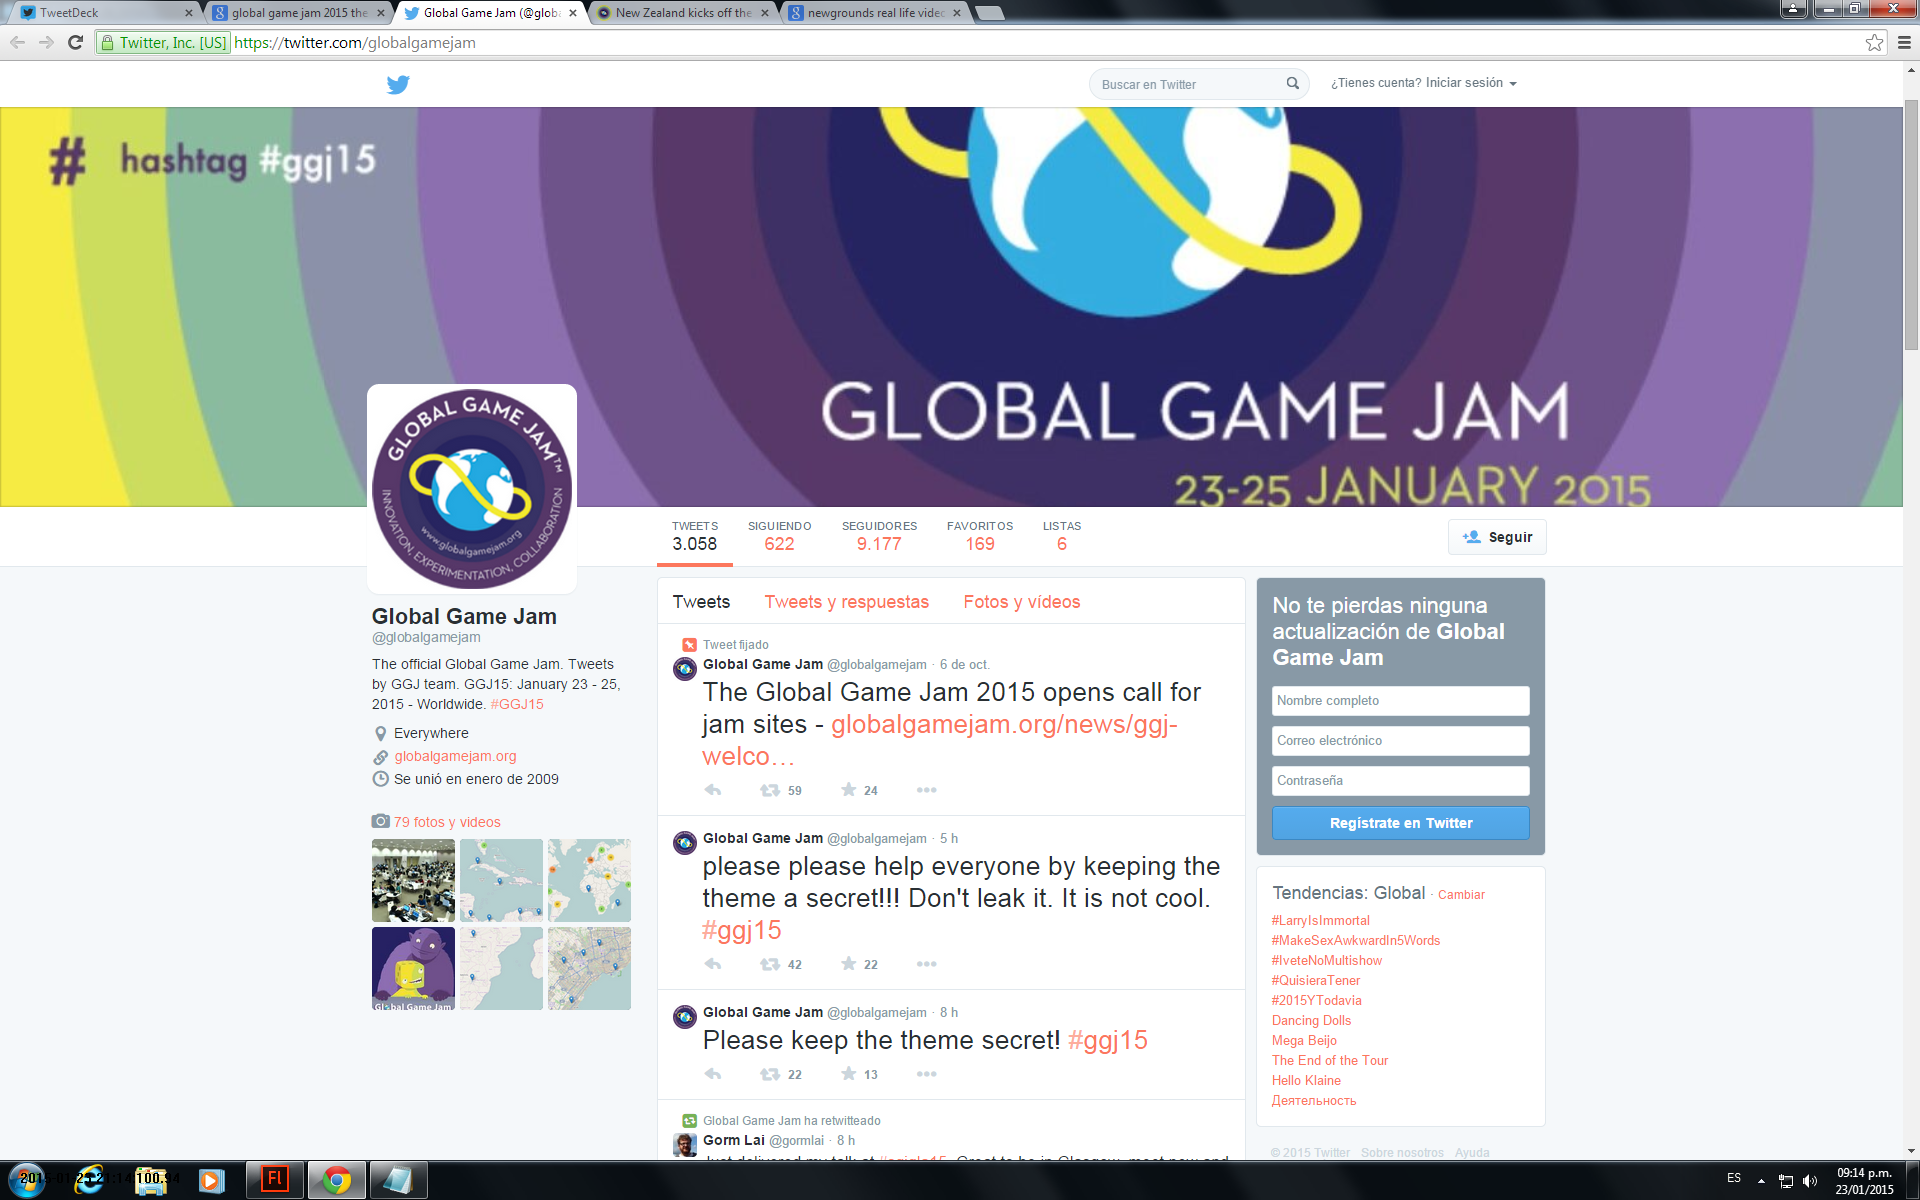 TweetDeck
global game jam 2015 the
Global Game Jam (@globa
New Zealand kicks off the
newgrounds real life video
Twitter, Inc. [US] https://twitter.com/globalgamejam
Buscar en Twitter
¿Tienes cuenta? Iniciar sesión
# hashtag #ggj15
GLOBAL GAME JAM
23-25 JANUARY 2015
GLOBAL GAME JAM™
www.globalgamejam.org
INNOVATION, EXPERIMENTATION, COLLABORATION
TWEETS
3.058
SIGUIENDO
622
SEGUIDORES
9.177
FAVORITOS
169
LISTAS
6
Seguir
Global Game Jam
@globalgamejam
The official Global Game Jam. Tweets
by GGJ team. GGJ15: January 23 - 25,
2015 - Worldwide. #GGJ15
Everywhere
globalgamejam.org
Se unió en enero de 2009
79 fotos y videos
Global Game Jam
Tweets
Tweets y respuestas
Fotos y vídeos
Tweet fijado
Global Game Jam @globalgamejam · 6 de oct.
The Global Game Jam 2015 opens call for
jam sites - globalgamejam.org/news/ggj-
welco…
59
24
Global Game Jam @globalgamejam · 5 h
please please help everyone by keeping the
theme a secret!!! Don't leak it. It is not cool.
#ggj15
42
22
Global Game Jam @globalgamejam · 8 h
Please keep the theme secret! #ggj15
22
13
Global Game Jam ha retwitteado
Gorm Lai @gormlai · 8 h
No te pierdas ninguna
actualización de Global
Game Jam
Nombre completo
Correo electrónico
Contraseña
Regístrate en Twitter
Tendencias: Global · Cambiar
#LarryIsImmortal
#MakeSexAwkwardIn5Words
#IveteNoMultishow
#QuisieraTener
#2015YTodavia
Dancing Dolls
Mega Beijo
The End of the Tour
Hello Klaine
Деятельность
© 2015 Twitter Sobre nosotros Ayuda
Fl
ES
09:14 p.m.
23/01/2015